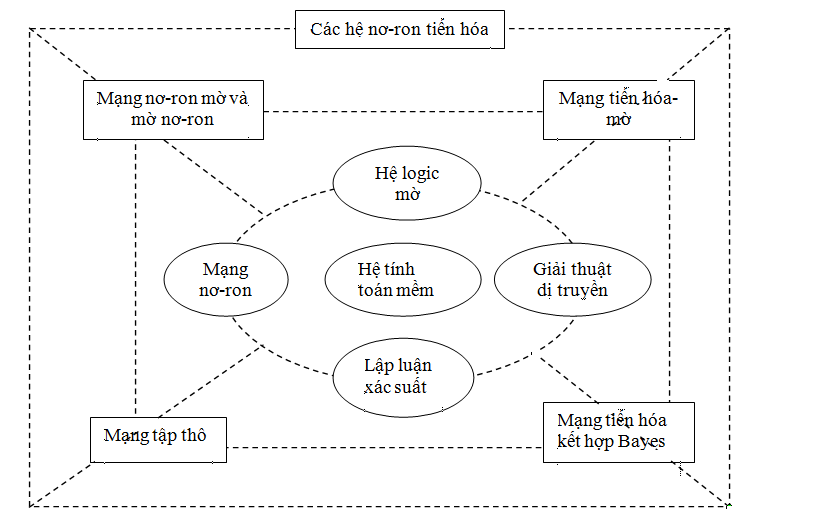 Các hệ nơ-ron tiến hóa
Mạng nơ-ron mờ và
mờ nơ-ron
Mạng tiến hóa-
mờ
Hệ logic
mờ
Mạng
nơ-ron
Hệ tính
toán mềm
Giải thuật
di truyền
Lập luận
xác suất
Mạng tập thô
Mạng tiến hóa
kết hợp Bayes